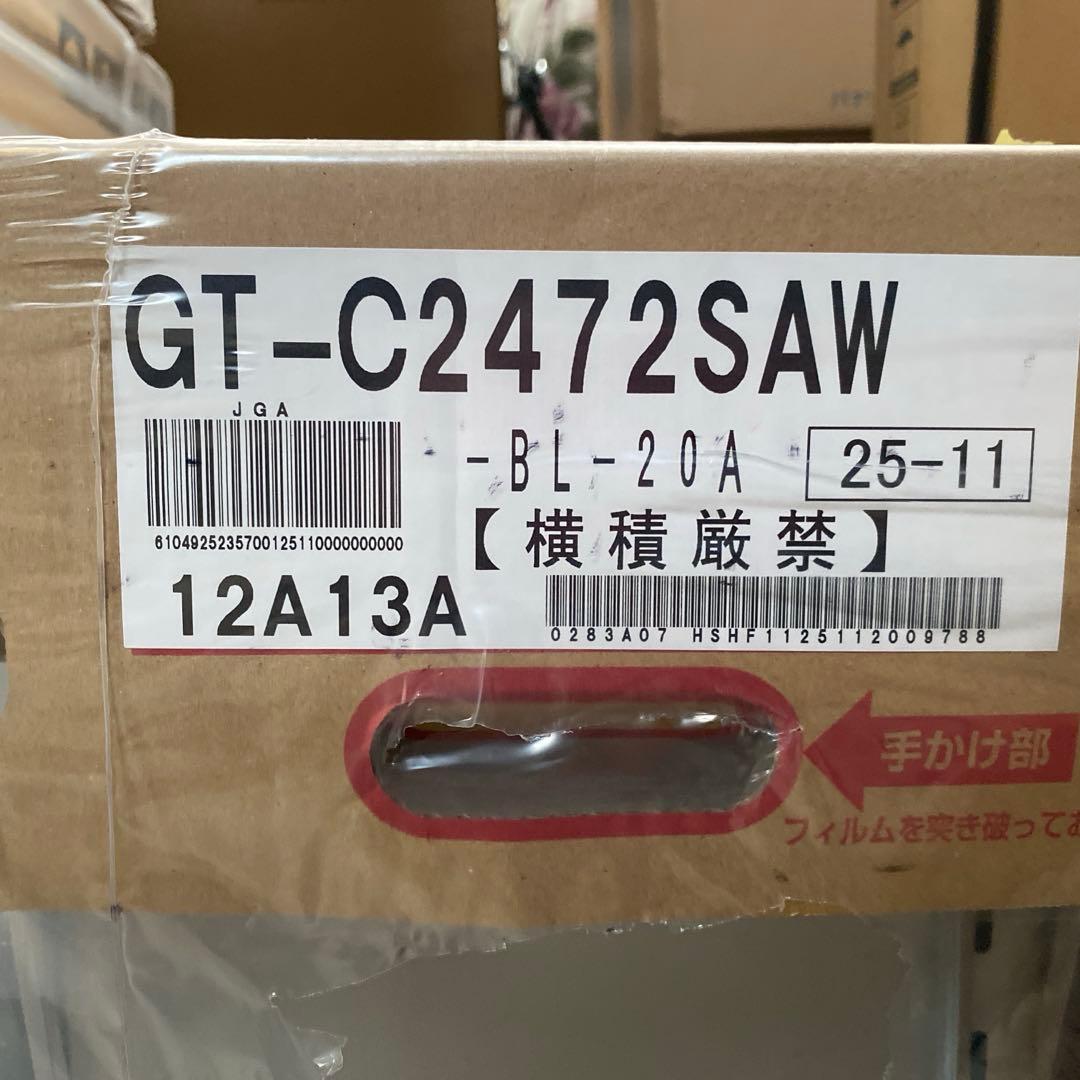 GT-C2472SAW
JGA
-BL-20A
25-11
6104925235700125110000000000
【横積厳禁】
12A13A
0283A07 HSHF1125112009788
手かけ部
フィルムを突き破ってお